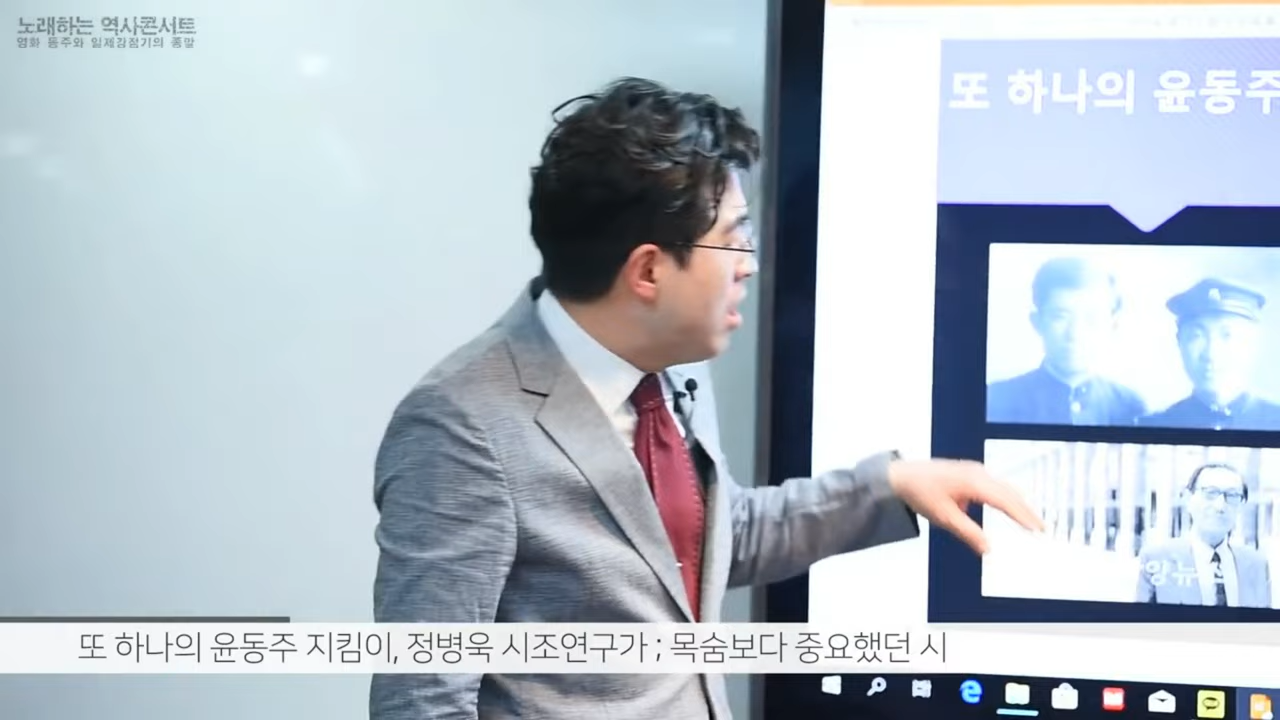 노래하는 역사콘서트
영화 동주와 일제강점기의 종말
또 하나의 윤동주
또 하나의 윤동주 지킴이, 정병욱 시조연구가 ; 목숨보다 중요했던 시